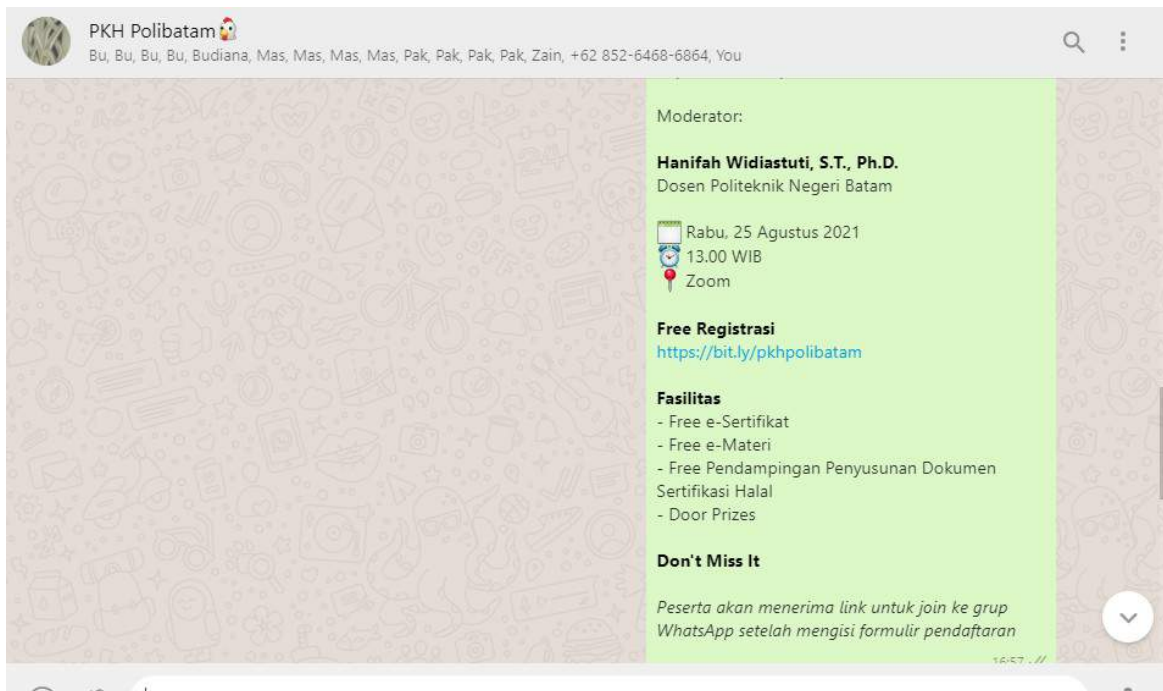 PKH Polibatam🐔
Bu, Bu, Bu, Bu, Budiana, Mas, Mas, Mas, Mas, Pak, Pak, Pak, Pak, Zain, +62 852-6468-6864, You
Moderator:
Hanifah Widiastuti, S.T., Ph.D.
Dosen Politeknik Negeri Batam
Rabu, 25 Agustus 2021
13.00 WIB
Zoom
Free Registrasi
https://bit.ly/pkhpolibatam
Fasilitas
- Free e-Sertifikat
- Free e-Materi
- Free Pendampingan Penyusunan Dokumen
Sertifikasi Halal
- Door Prizes
Don't Miss It
Peserta akan menerima link untuk join ke grup
WhatsApp setelah mengisi formulir pendaftaran
16:57